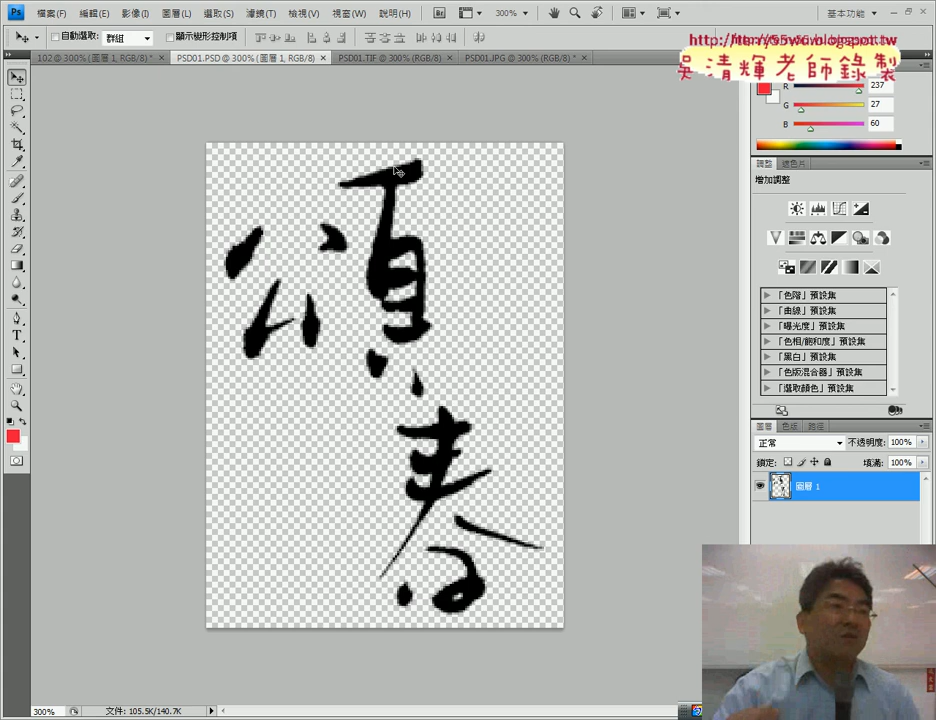 檔案(F) 編輯(E) 影像(I) 圖層(L) 選取(S) 濾鏡(T) 檢視(V) 視窗(W) 說明(H) 300% 基本功能
自動選取: 群組 顯示變形控制項
102 @ 300% (圖層 1, RGB/8) * PSD01.PSD @ 300% (圖層 1, RGB/8) PSD01.TIF @ 300% (RGB/8) PSD01.JPG @ 300% (RGB/8*)
吳清輝老師錄製
R 237
G 27
B 60
調整 遮色片
增加調整
「色階」預設集
「曲線」預設集
「曝光度」預設集
「色相/飽和度」預設集
「黑白」預設集
「色版混合器」預設集
「選取顏色」預設集
圖層 色版 路徑
正常 不透明度: 100%
鎖定: 填滿: 100%
圖層 1
頌春
300% 文件: 105.5K/140.7K